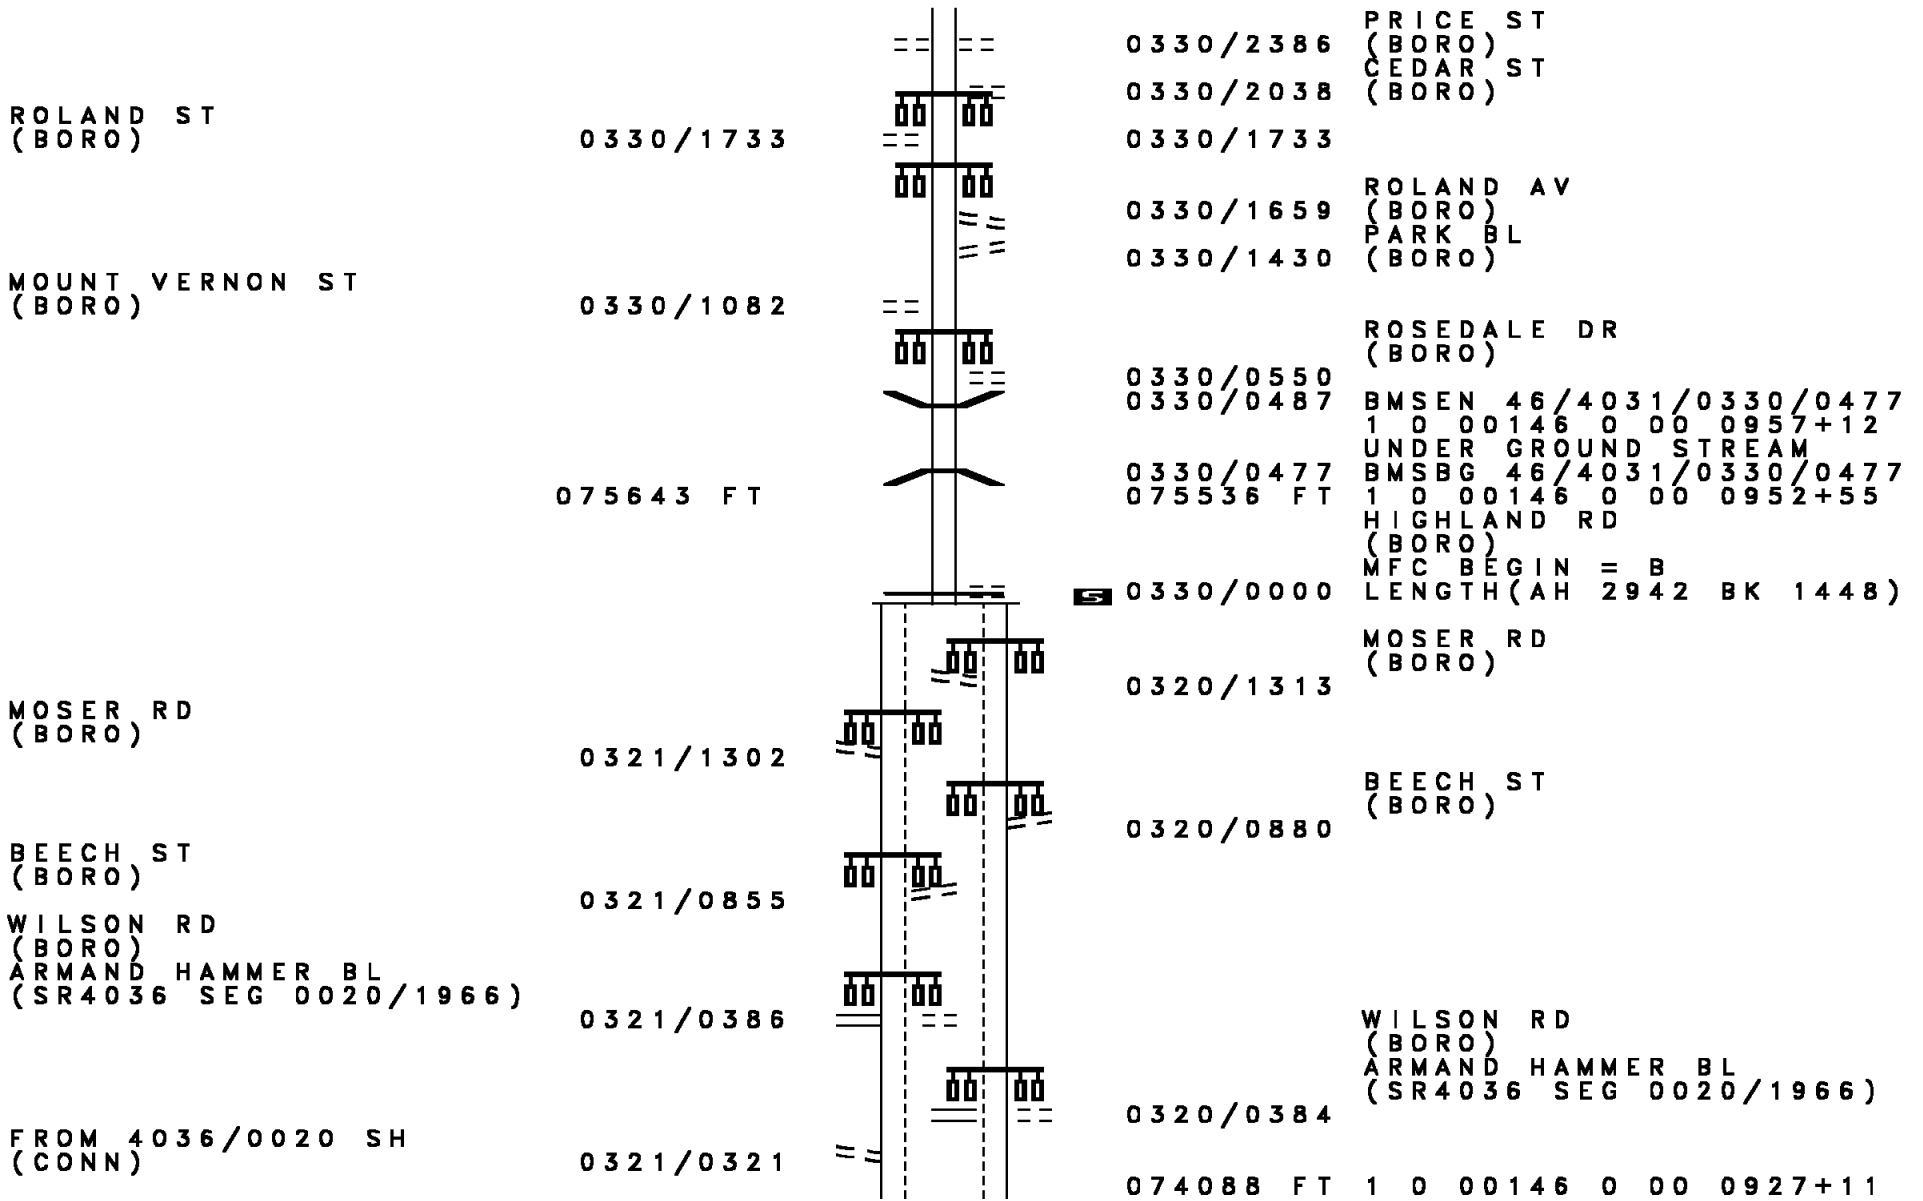 PRICE ST
0330/2386 (BORO)
CEDAR ST
0330/2038 (BORO)
ROLAND ST
(BORO) 0330/1733 0330/1733
ROLAND AV
0330/1659 (BORO)
PARK BL
0330/1430 (BORO)
MOUNT VERNON ST
(BORO) 0330/1082
ROSEDALE DR
(BORO)
0330/0550
0330/0487 BMSEN 46/4031/0330/0477
1 0 00146 0 00 0957+12
UNDER GROUND STREAM
0330/0477 BMSBG 46/4031/0330/0477
075643 FT 075536 FT 1 0 00146 0 00 0952+55
HIGHLAND RD
(BORO)
MFC BEGIN = B
S 0330/0000 LENGTH(AH 2942 BK 1448)
MOSER RD
(BORO)
0320/1313
MOSER RD
(BORO)
0321/1302
BEECH ST
(BORO)
0320/0880
BEECH ST
(BORO)
0321/0855
WILSON RD
(BORO)
ARMAND HAMMER BL
(SR4036 SEG 0020/1966)
0321/0386
WILSON RD
(BORO)
ARMAND HAMMER BL
(SR4036 SEG 0020/1966)
0320/0384
FROM 4036/0020 SH
(CONN) 0321/0321
074088 FT 1 0 00146 0 00 0927+11